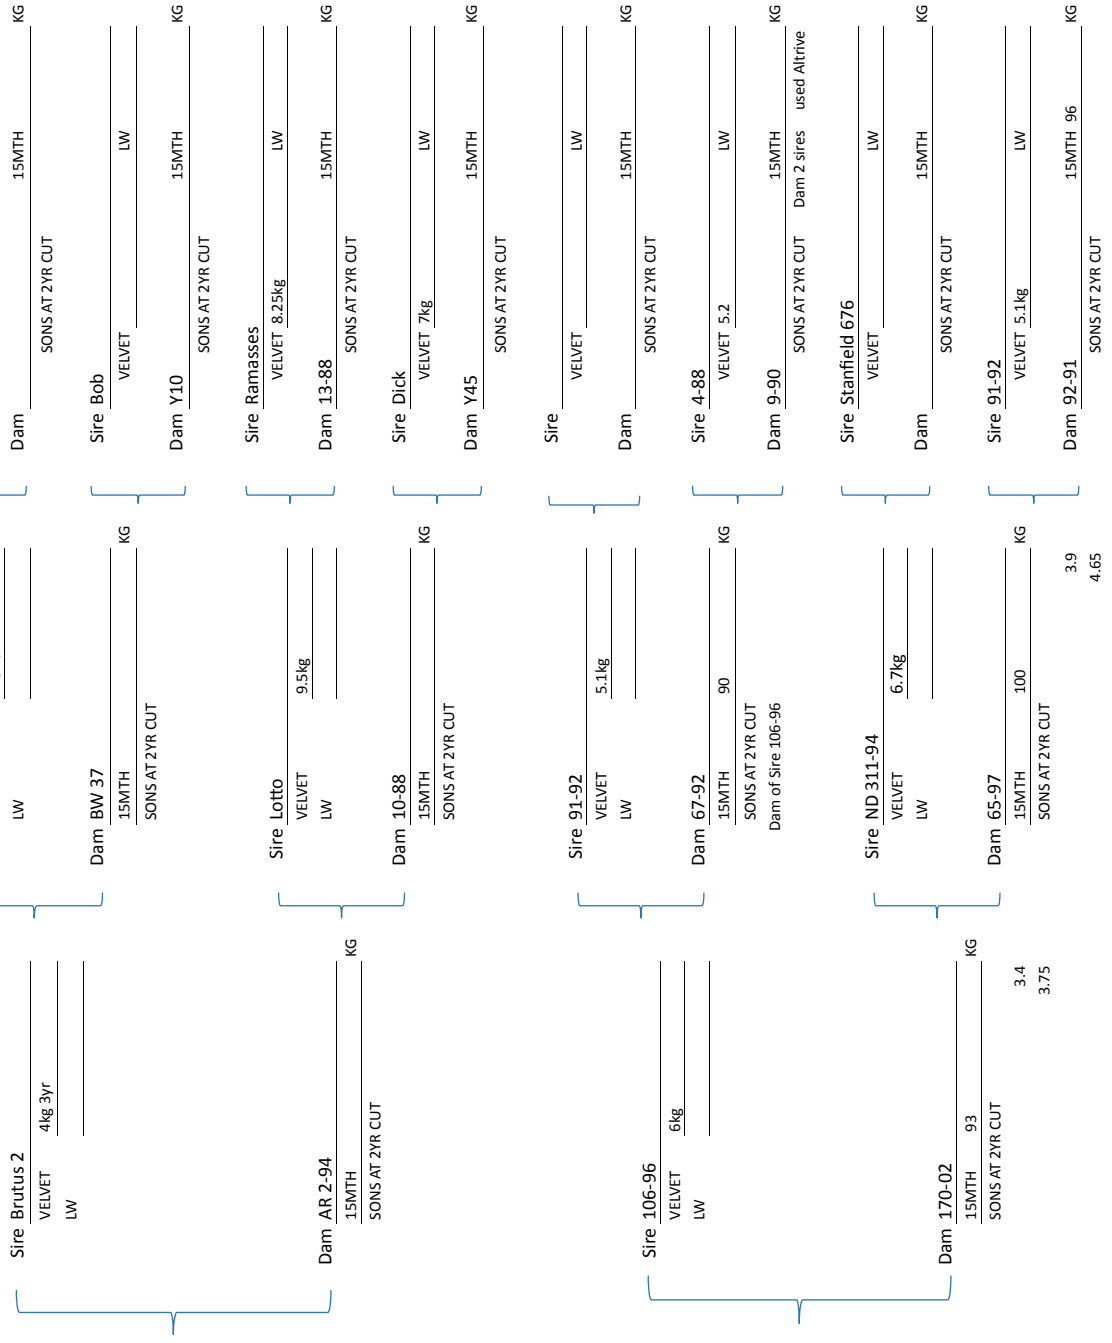 Sire Brutus 2
VELVET 4kg 3yr
LW
Dam AR 2-94
15MTH KG
SONS AT 2YR CUT
Sire 106-96
VELVET 6kg
LW
Dam 170-02
15MTH 93 KG
SONS AT 2YR CUT
3.4
3.75
LW
Dam BW 37
15MTH KG
SONS AT 2YR CUT
Sire Lotto
VELVET 9.5kg
LW
Dam 10-88
15MTH KG
SONS AT 2YR CUT
Sire 91-92
VELVET 5.1kg
LW
Dam 67-92
15MTH 90 KG
SONS AT 2YR CUT
Dam of Sire 106-96
Sire ND 311-94
VELVET 6.7kg
LW
Dam 65-97
15MTH 100 KG
SONS AT 2YR CUT
3.9
4.65
Dam 15MTH KG
SONS AT 2YR CUT
Sire Bob
VELVET LW
Dam Y10 15MTH KG
SONS AT 2YR CUT
Sire Ramasses
VELVET 8.25kg LW
Dam 13-88 15MTH KG
SONS AT 2YR CUT
Sire Dick
VELVET 7kg LW
Dam Y45 15MTH KG
SONS AT 2YR CUT
Sire
VELVET LW
Dam 15MTH KG
SONS AT 2YR CUT
Sire 4-88
VELVET 5.2 LW
Dam 9-90 15MTH KG
SONS AT 2YR CUT Dam 2 sires used Altrive
Sire Stanfield 676
VELVET LW
Dam 15MTH KG
SONS AT 2YR CUT
Sire 91-92
VELVET 5.1kg LW
Dam 92-91 15MTH 96 KG
SONS AT 2YR CUT